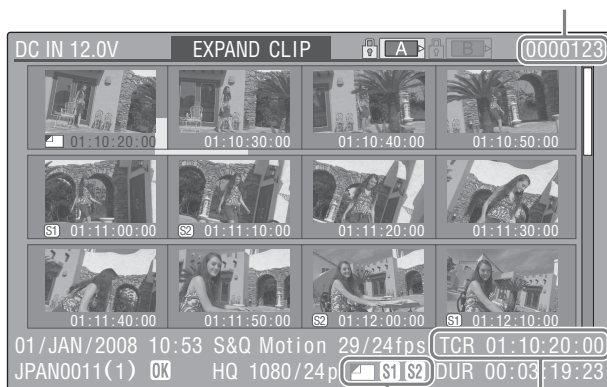 DC IN 12.0V EXPAND CLIP A B 0000123
01:10:20:00 01:10:30:00 01:10:40:00 01:10:50:00
S1 01:11:00:00 S2 01:11:10:00 01:11:20:00 01:11:30:00
01:11:40:00 01:11:50:00 S2 01:12:00:00 S1 01:12:10:00
01/JAN/2008 10:53 S&Q Motion 29/24fps TCR 01:10:20:00
JPAN0011(1) OK HQ 1080/24p S1 S2 DUR 00:03:19:23